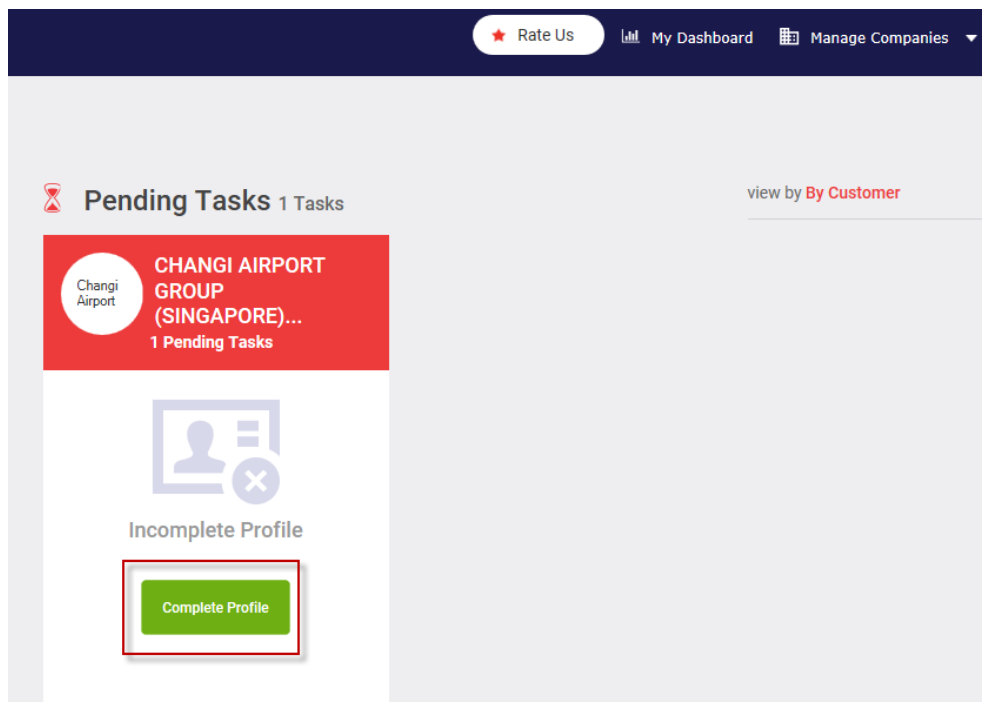 Rate Us
My Dashboard
Manage Companies
Pending Tasks 1 Tasks
view by By Customer
Changi
Airport
CHANGI AIRPORT
GROUP
(SINGAPORE)...
1 Pending Tasks
Incomplete Profile
Complete Profile